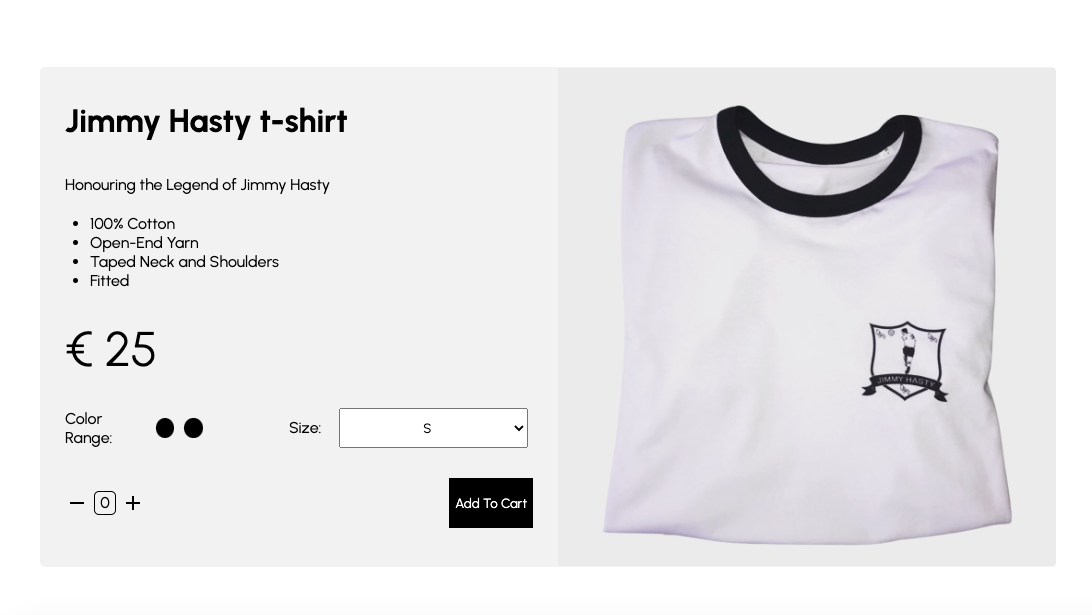 Jimmy Hasty t-shirt
Honouring the Legend of Jimmy Hasty
100% Cotton
Open-End Yarn
Taped Neck and Shoulders
Fitted
€ 25
Color
Range:
Size:
S
0
Add To Cart
JIMMY HASTY